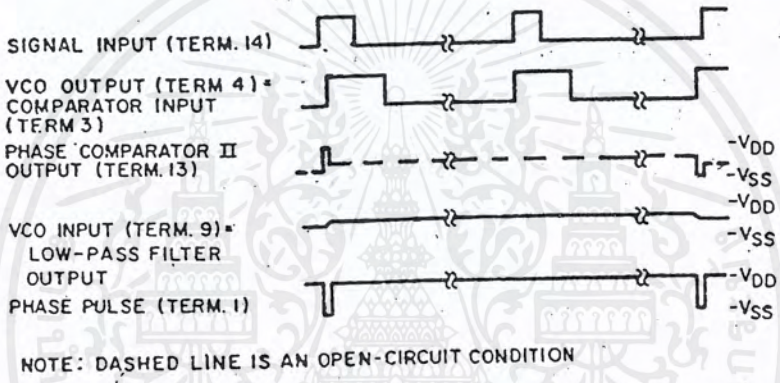 SIGNAL INPUT (TERM. 14)
VCO OUTPUT (TERM 4) =
COMPARATOR INPUT
(TERM 3)
PHASE COMPARATOR II
OUTPUT (TERM. 13)
-VDD
-VSS
VCO INPUT (TERM. 9) =
LOW-PASS FILTER
OUTPUT
-VDD
-VSS
PHASE PULSE (TERM. 1)
-VDD
-VSS
NOTE: DASHED LINE IS AN OPEN-CIRCUIT CONDITION